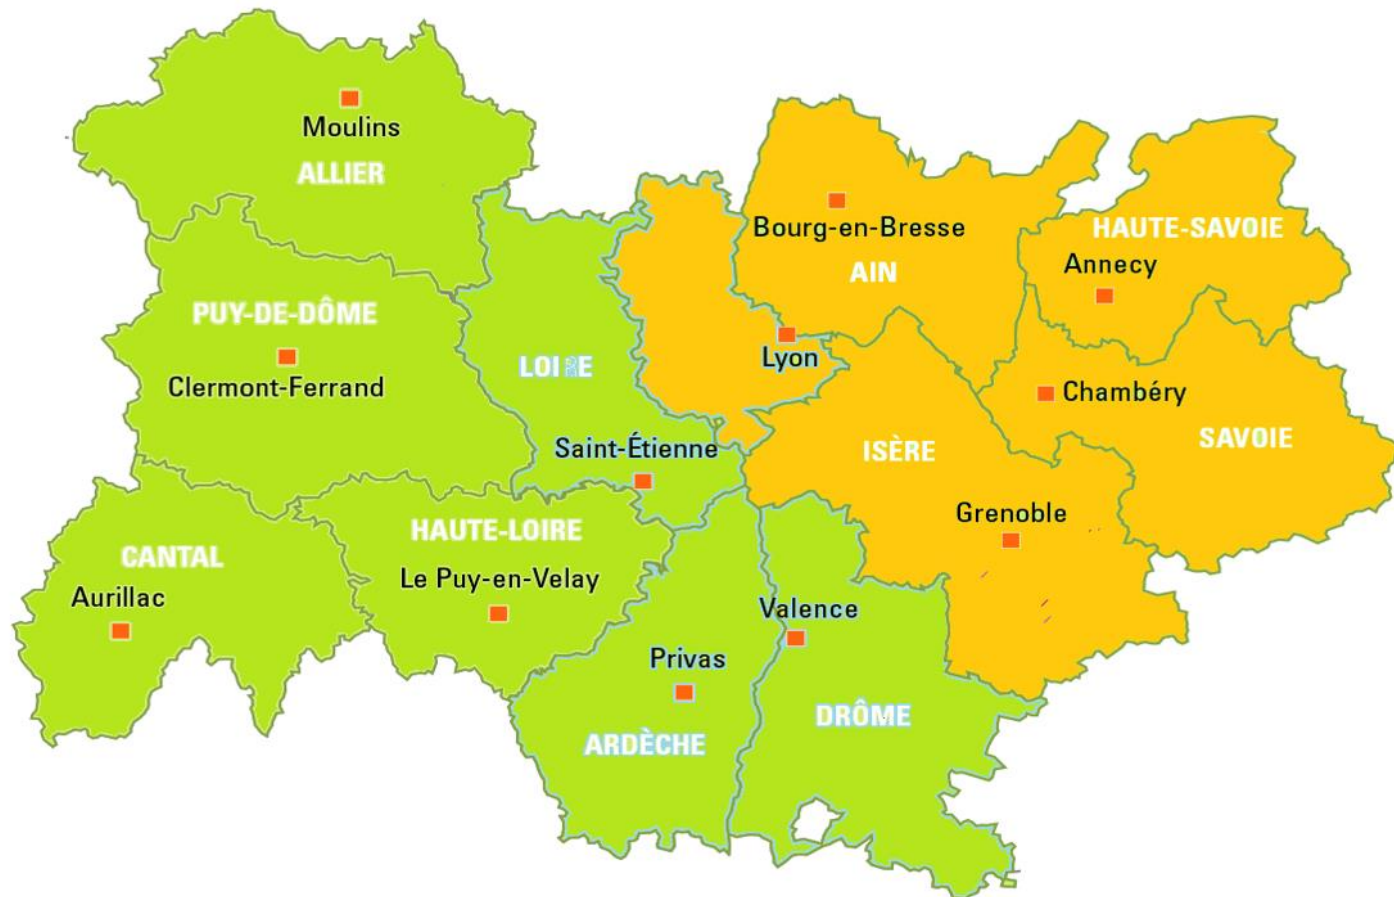 Moulins
ALLIER
Bourg-en-Bresse
AIN
HAUTE-SAVOIE
Annecy
PUY-DE-DÔME
Clermont-Ferrand
LOIRE
Lyon
Chambéry
SAVOIE
Saint-Étienne
ISÈRE
Grenoble
HAUTE-LOIRE
Le Puy-en-Velay
CANTAL
Aurillac
Valence
Privas
DRÔME
ARDÈCHE